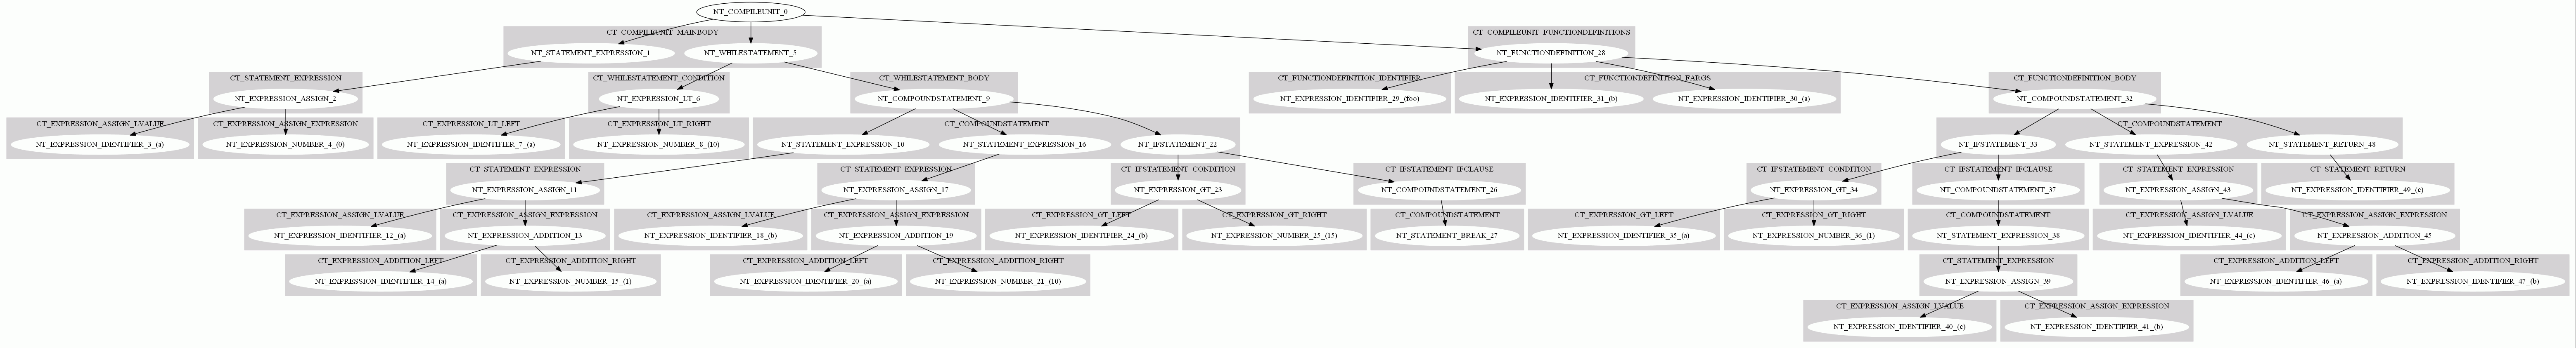 NT_COMPILEUNIT_0
CT_COMPILEUNIT_MAINBODY
CT_COMPILEUNIT_FUNCTIONDEFINITIONS
NT_STATEMENT_EXPRESSION_1
NT_WHILESTATEMENT_5
NT_FUNCTIONDEFINITION_28
CT_STATEMENT_EXPRESSION
CT_WHILESTATEMENT_CONDITION
CT_WHILESTATEMENT_BODY
CT_FUNCTIONDEFINITION_IDENTIFIER
CT_FUNCTIONDEFINITION_FARGS
CT_FUNCTIONDEFINITION_BODY
NT_EXPRESSION_ASSIGN_2
NT_EXPRESSION_LT_6
NT_COMPOUNDSTATEMENT_9
NT_EXPRESSION_IDENTIFIER_29_(foo)
NT_EXPRESSION_IDENTIFIER_31_(b)
NT_EXPRESSION_IDENTIFIER_30_(a)
NT_COMPOUNDSTATEMENT_32
CT_EXPRESSION_ASSIGN_LVALUE
CT_EXPRESSION_ASSIGN_EXPRESSION
CT_EXPRESSION_LT_LEFT
CT_EXPRESSION_LT_RIGHT
CT_COMPOUNDSTATEMENT
CT_COMPOUNDSTATEMENT
NT_EXPRESSION_IDENTIFIER_3_(a)
NT_EXPRESSION_NUMBER_4_(0)
NT_EXPRESSION_IDENTIFIER_7_(a)
NT_EXPRESSION_NUMBER_8_(10)
NT_STATEMENT_EXPRESSION_10
NT_STATEMENT_EXPRESSION_16
NT_IFSTATEMENT_22
NT_IFSTATEMENT_33
NT_STATEMENT_EXPRESSION_42
NT_STATEMENT_RETURN_48
CT_STATEMENT_EXPRESSION
CT_STATEMENT_EXPRESSION
CT_IFSTATEMENT_CONDITION
CT_IFSTATEMENT_IFCLAUSE
CT_IFSTATEMENT_CONDITION
CT_IFSTATEMENT_IFCLAUSE
CT_STATEMENT_EXPRESSION
CT_STATEMENT_RETURN
NT_EXPRESSION_ASSIGN_11
NT_EXPRESSION_ASSIGN_17
NT_EXPRESSION_GT_23
NT_COMPOUNDSTATEMENT_26
NT_EXPRESSION_GT_34
NT_COMPOUNDSTATEMENT_37
NT_EXPRESSION_ASSIGN_43
NT_EXPRESSION_IDENTIFIER_49_(c)
CT_EXPRESSION_ASSIGN_LVALUE
CT_EXPRESSION_ASSIGN_EXPRESSION
CT_EXPRESSION_ASSIGN_LVALUE
CT_EXPRESSION_ASSIGN_EXPRESSION
CT_EXPRESSION_GT_LEFT
CT_EXPRESSION_GT_RIGHT
CT_COMPOUNDSTATEMENT
CT_EXPRESSION_GT_LEFT
CT_EXPRESSION_GT_RIGHT
CT_COMPOUNDSTATEMENT
CT_EXPRESSION_ASSIGN_LVALUE
CT_EXPRESSION_ASSIGN_EXPRESSION
NT_EXPRESSION_IDENTIFIER_12_(a)
NT_EXPRESSION_ADDITION_13
NT_EXPRESSION_IDENTIFIER_18_(b)
NT_EXPRESSION_ADDITION_19
NT_EXPRESSION_IDENTIFIER_24_(b)
NT_EXPRESSION_NUMBER_25_(15)
NT_STATEMENT_BREAK_27
NT_EXPRESSION_IDENTIFIER_35_(a)
NT_EXPRESSION_NUMBER_36_(1)
NT_STATEMENT_EXPRESSION_38
NT_EXPRESSION_IDENTIFIER_44_(c)
NT_EXPRESSION_ADDITION_45
CT_EXPRESSION_ADDITION_LEFT
CT_EXPRESSION_ADDITION_RIGHT
CT_EXPRESSION_ADDITION_LEFT
CT_EXPRESSION_ADDITION_RIGHT
CT_STATEMENT_EXPRESSION
CT_EXPRESSION_ADDITION_LEFT
CT_EXPRESSION_ADDITION_RIGHT
NT_EXPRESSION_IDENTIFIER_14_(a)
NT_EXPRESSION_NUMBER_15_(1)
NT_EXPRESSION_IDENTIFIER_20_(a)
NT_EXPRESSION_NUMBER_21_(10)
NT_EXPRESSION_ASSIGN_39
NT_EXPRESSION_IDENTIFIER_46_(a)
NT_EXPRESSION_IDENTIFIER_47_(b)
CT_EXPRESSION_ASSIGN_LVALUE
CT_EXPRESSION_ASSIGN_EXPRESSION
NT_EXPRESSION_IDENTIFIER_40_(c)
NT_EXPRESSION_IDENTIFIER_41_(b)